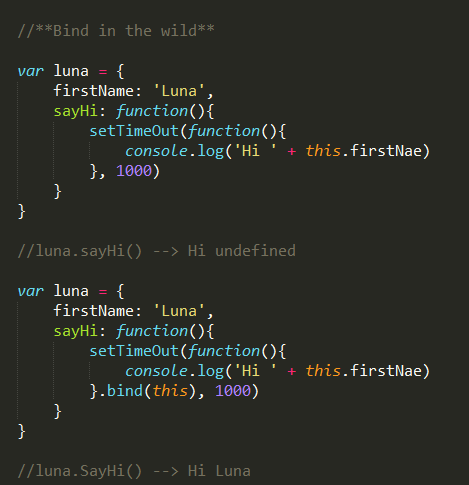 //**Bind in the wild**
var luna = {
    firstName: 'Luna',
    sayHi: function(){
        setTimeOut(function(){
            console.log('Hi ' + this.firstNae)
        }, 1000)
    }
}
//luna.sayHi() --> Hi undefined
var luna = {
    firstName: 'Luna',
    sayHi: function(){
        setTimeOut(function(){
            console.log('Hi ' + this.firstNae)
        }.bind(this), 1000)
    }
}
//luna.SayHi() --> Hi Luna